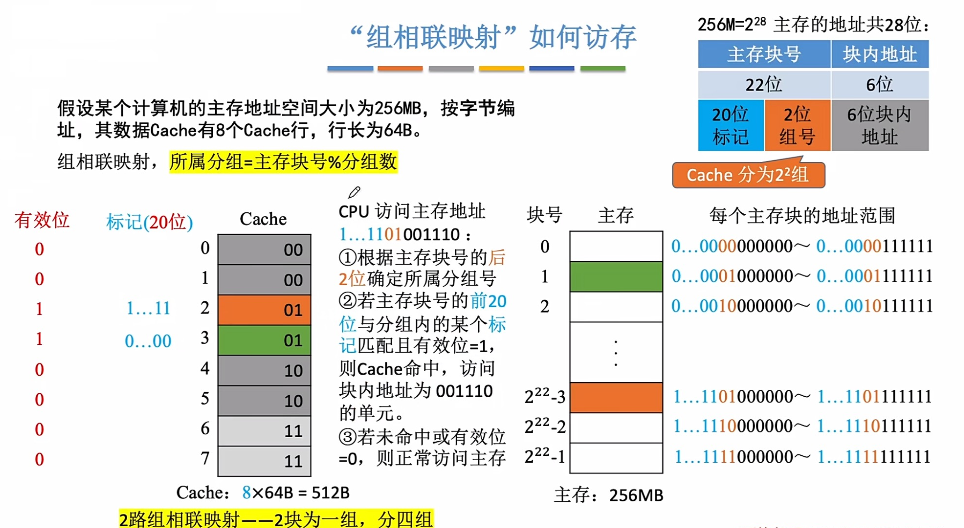 “组相联映射”如何访存
256M=2²⁸ 主存的地址共28位：
主存块号 块内地址
22位 6位
20位标记 2位组号 6位块内地址
Cache 分为2²组
假设某个计算机的主存地址空间大小为256MB，按字节编
址，其数据Cache有8个Cache行，行长为64B。
组相联映射，所属分组=主存块号%分组数
有效位 标记(20位) Cache
0 0 00
0 1 00
1 1…11 2 01
1 0…00 3 01
0 4 10
0 5 10
0 6 11
0 7 11
Cache：8×64B = 512B
2路组相联映射——2块为一组，分四组
CPU 访问主存地址
1…1101001110：
①根据主存块号的后
2位确定所属分组号
②若主存块号的前20
位与分组内的某个标
记匹配且有效位=1，
则Cache命中，访问
块内地址为 001110
的单元。
③若未命中或有效位
=0，则正常访问主存
块号 主存 每个主存块的地址范围
0 0…0000000000～ 0…0000111111
1 0…0001000000～ 0…0001111111
2 0…0010000000～ 0…0010111111
2²²-3 1…1101000000～ 1…1101111111
2²²-2 1…1110000000～ 1…1110111111
2²²-1 1…1111000000～ 1…1111111111
主存：256MB